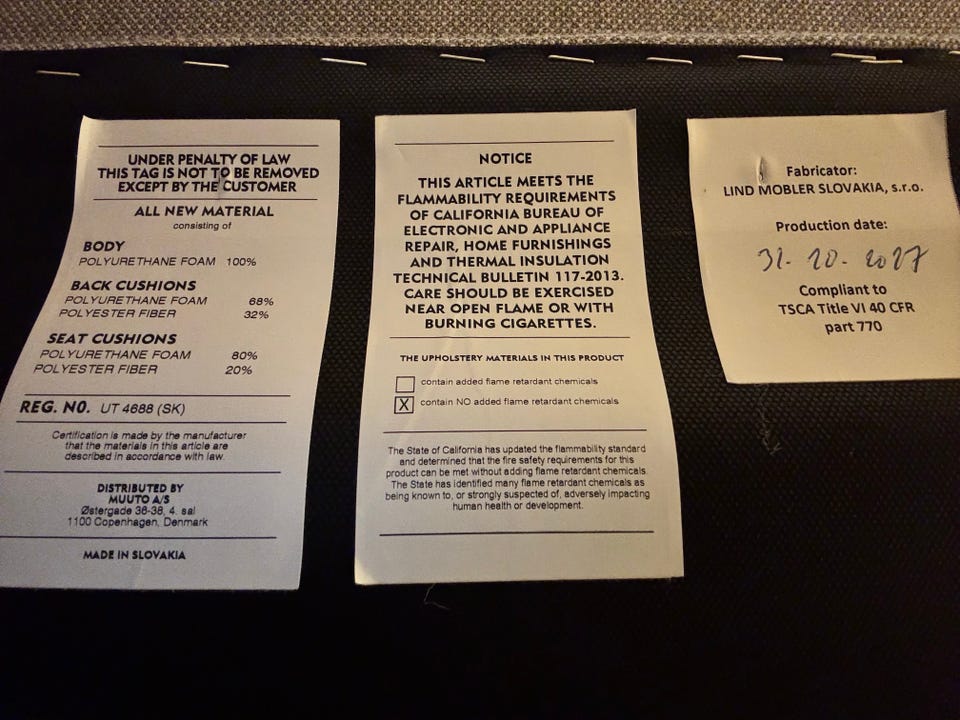 UNDER PENALTY OF LAW
THIS TAG IS NOT TO BE REMOVED
EXCEPT BY THE CUSTOMER
ALL NEW MATERIAL
consisting of
BODY
POLYURETHANE FOAM 100%
BACK CUSHIONS
POLYURETHANE FOAM 68%
POLYESTER FIBER 32%
SEAT CUSHIONS
POLYURETHANE FOAM 80%
POLYESTER FIBER 20%
REG. NO. UT 4688 (SK)
Certification is made by the manufacturer
that the materials in this article are
described in accordance with law.
DISTRIBUTED BY
MUUTO A/S
Østergade 36-38, 4. sal
1100 Copenhagen, Denmark
MADE IN SLOVAKIA
NOTICE
THIS ARTICLE MEETS THE
FLAMMABILITY REQUIREMENTS
OF CALIFORNIA BUREAU OF
ELECTRONIC AND APPLIANCE
REPAIR, HOME FURNISHINGS
AND THERMAL INSULATION
TECHNICAL BULLETIN 117-2013.
CARE SHOULD BE EXERCISED
NEAR OPEN FLAME OR WITH
BURNING CIGARETTES.
THE UPHOLSTERY MATERIALS IN THIS PRODUCT
contain added flame retardant chemicals
X contain NO added flame retardant chemicals
The State of California has updated the flammability standard
and determined that the fire safety requirements for this
product can be met without adding flame retardant chemicals.
The State has identified many flame retardant chemicals as
being known to, or strongly suspected of, adversely impacting
human health or development.
Fabricator:
LIND MOBLER SLOVAKIA, s.r.o.
Production date:
Compliant to
TSCA Title VI 40 CFR
part 770